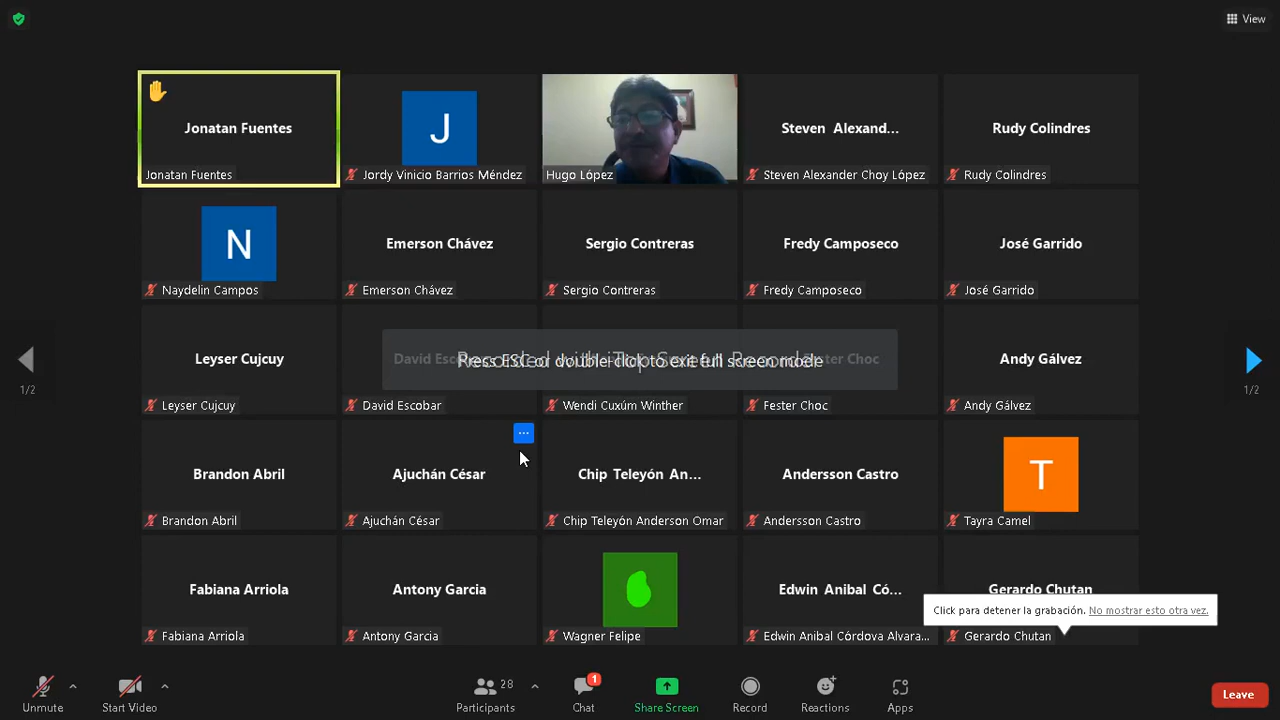 View
Jonatan Fuentes
Jonatan Fuentes
J
Jordy Vinicio Barrios Méndez
Hugo López
Steven Alexand...
Steven Alexander Choy López
Rudy Colindres
Rudy Colindres
N
Naydelin Campos
Emerson Chávez
Emerson Chávez
Sergio Contreras
Sergio Contreras
Fredy Camposeco
Fredy Camposeco
José Garrido
José Garrido
Leyser Cujcuy
Leyser Cujcuy
David Escobar
Wendi Cuxúm Winther
Fester Choc
Andy Gálvez
Andy Gálvez
1/2
1/2
Brandon Abril
Brandon Abril
Ajuchán César
Ajuchán César
Chip Teleyón An...
Chip Teleyón Anderson Omar
Andersson Castro
Andersson Castro
T
Tayra Camel
Fabiana Arriola
Fabiana Arriola
Antony Garcia
Antony Garcia
Wagner Felipe
Edwin Anibal Có...
Edwin Anibal Córdova Alvara...
Gerardo Chutan
Gerardo Chutan
Click para detener la grabación. No mostrar esto otra vez.
Unmute
Start Video
28
Participants
1
Chat
Share Screen
Record
Reactions
Apps
Leave